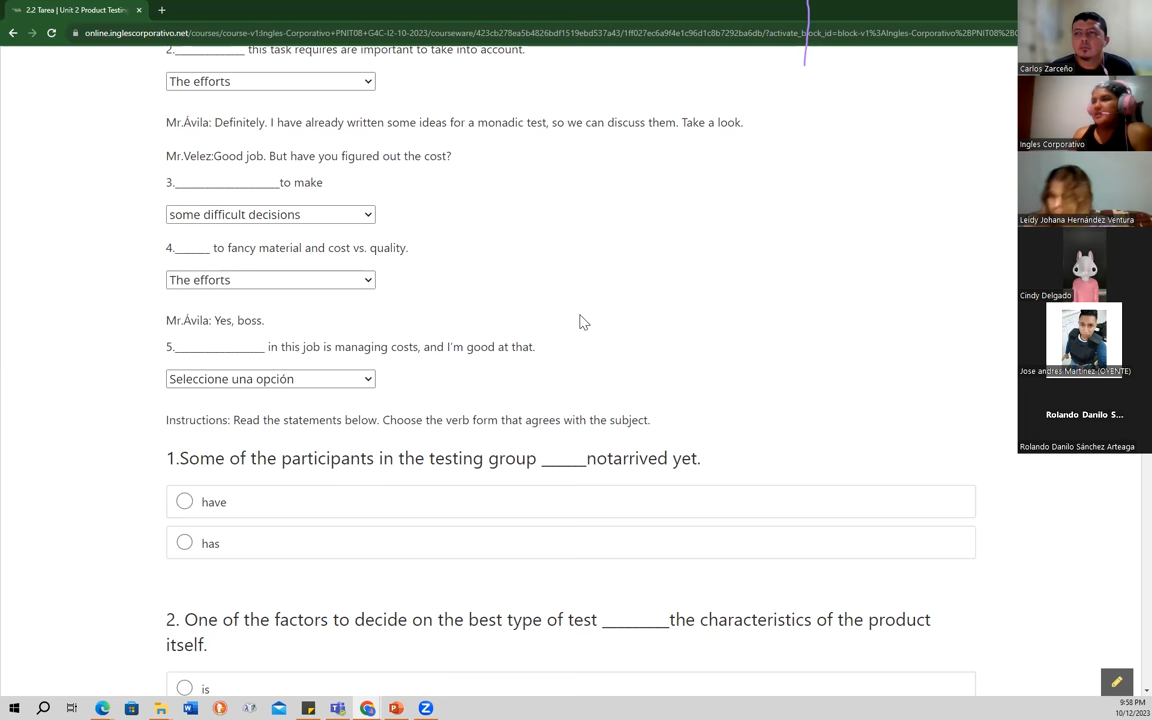 2.2 Tarea | Unit 2 Product Testin
online.inglescorporativo.net/courses/course-v1:Ingles-Corporativo+PNIT08+G4C-I2-10-2023/courseware/423cb278ea5b4826bdf1519ebd537a43/1ff027ec6a9f4e1c96d1c8b7292ba6db/?activate_block_id=block-v1%3AIngles-Corporativo%2BPNIT08%2BC
2.____________ this task requires are important to take into account.
The efforts
Mr.Ávila: Definitely. I have already written some ideas for a monadic test, so we can discuss them. Take a look.
Mr.Velez:Good job. But have you figured out the cost?
3.__________________to make
some difficult decisions
4.______ to fancy material and cost vs. quality.
The efforts
Mr.Ávila: Yes, boss.
5.________________ in this job is managing costs, and I'm good at that.
Seleccione una opción
Instructions: Read the statements below. Choose the verb form that agrees with the subject.
1.Some of the participants in the testing group _____notarrived yet.
have
has
2. One of the factors to decide on the best type of test ________the characteristics of the product
itself.
is
Carlos Zarceño
Ingles Corporativo
Leidy Johana Hernández Ventura
Cindy Delgado
Jose andres Martinez (OYENTE)
Rolando Danilo S...
Rolando Danilo Sánchez Arteaga
9:58 PM
10/12/2023